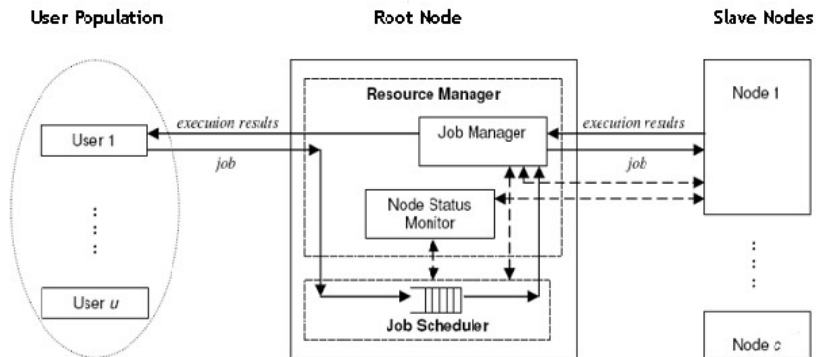 User Population
Root Node
Slave Nodes
Resource Manager
Node 1
User 1
execution results
job
Job Manager
execution results
job
Node Status
Monitor
User u
Job Scheduler
Node c